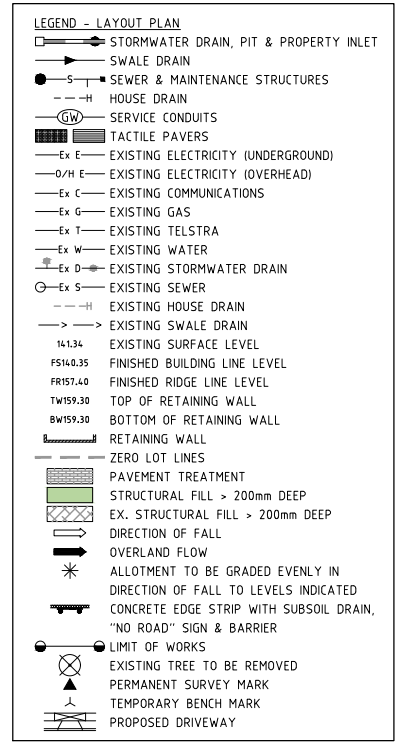 LEGEND - LAYOUT PLAN
STORMWATER DRAIN, PIT & PROPERTY INLET
SWALE DRAIN
S SEWER & MAINTENANCE STRUCTURES
H HOUSE DRAIN
GW SERVICE CONDUITS
TACTILE PAVERS
Ex E EXISTING ELECTRICITY (UNDERGROUND)
O/H E EXISTING ELECTRICITY (OVERHEAD)
Ex C EXISTING COMMUNICATIONS
Ex G EXISTING GAS
Ex T EXISTING TELSTRA
Ex W EXISTING WATER
Ex D EXISTING STORMWATER DRAIN
Ex S EXISTING SEWER
H EXISTING HOUSE DRAIN
EXISTING SWALE DRAIN
141.34 EXISTING SURFACE LEVEL
FS140.35 FINISHED BUILDING LINE LEVEL
FR157.40 FINISHED RIDGE LINE LEVEL
TW159.30 TOP OF RETAINING WALL
BW159.30 BOTTOM OF RETAINING WALL
RETAINING WALL
ZERO LOT LINES
PAVEMENT TREATMENT
STRUCTURAL FILL > 200mm DEEP
EX. STRUCTURAL FILL > 200mm DEEP
DIRECTION OF FALL
OVERLAND FLOW
ALLOTMENT TO BE GRADED EVENLY IN
DIRECTION OF FALL TO LEVELS INDICATED
CONCRETE EDGE STRIP WITH SUBSOIL DRAIN,
"NO ROAD" SIGN & BARRIER
LIMIT OF WORKS
EXISTING TREE TO BE REMOVED
PERMANENT SURVEY MARK
TEMPORARY BENCH MARK
PROPOSED DRIVEWAY